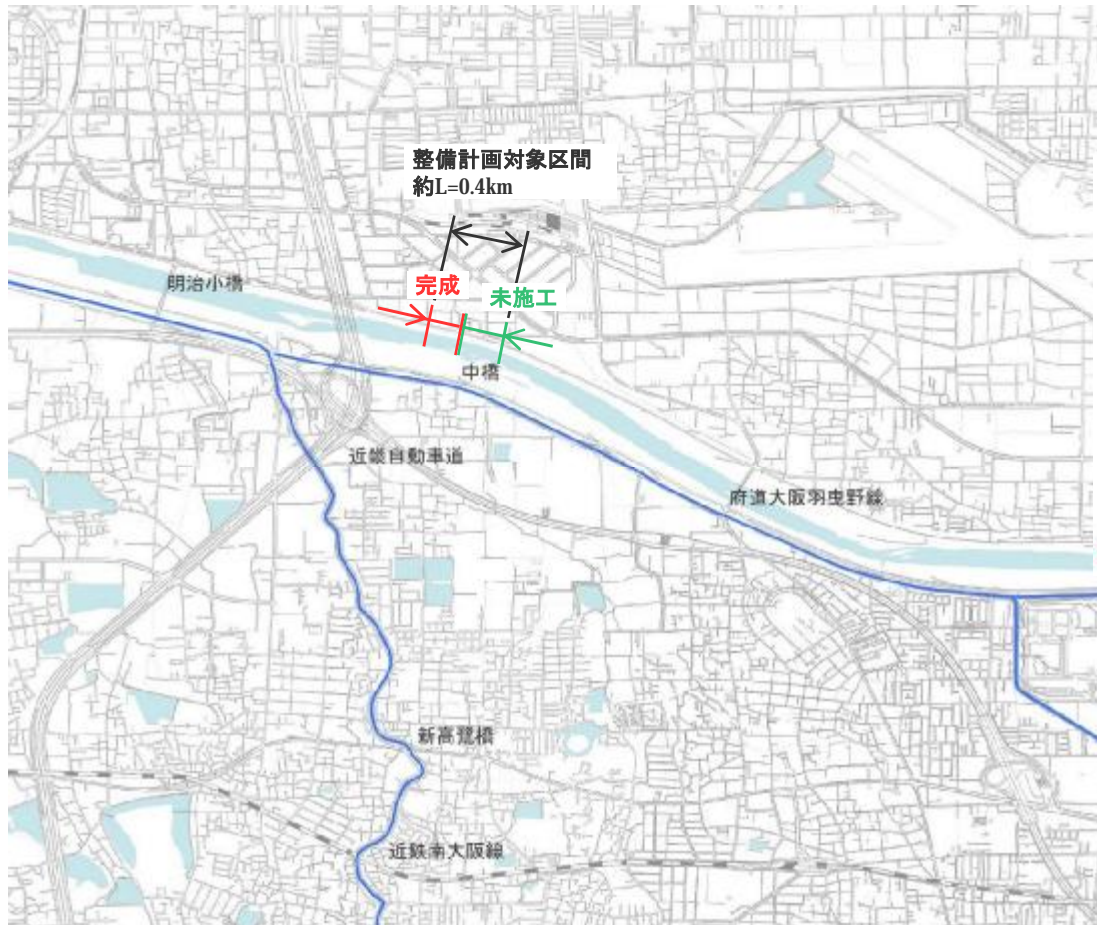 整備計画対象区間
約L=0.4km
明治小橋
完成
未施工
中橋
近畿自動車道
府道大阪羽曳野線
新高鷲橋
近鉄南大阪線